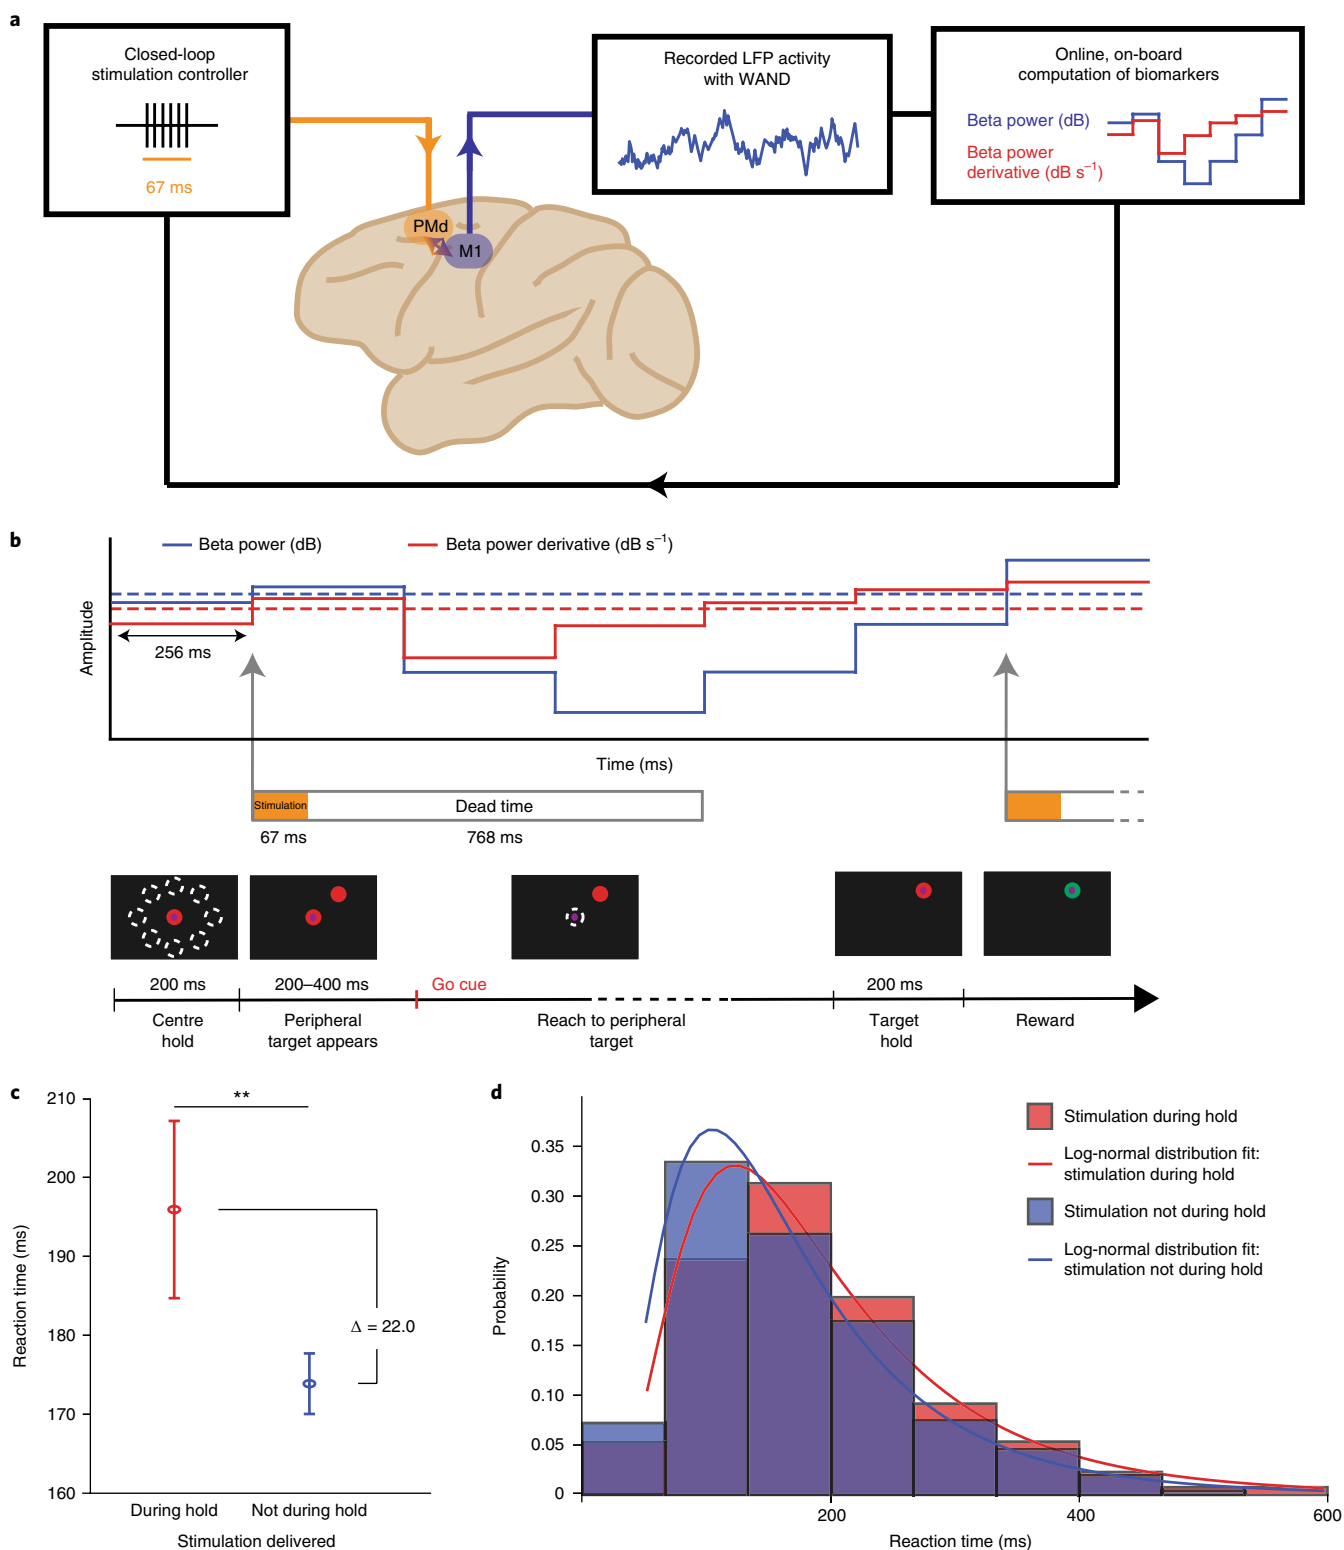 a
Closed-loop
stimulation controller
67 ms
Recorded LFP activity
with WAND
Online, on-board
computation of biomarkers
Beta power (dB)
Beta power
derivative (dB s⁻¹)
PMd
M1
b
Beta power (dB)
Beta power derivative (dB s⁻¹)
Amplitude
256 ms
Time (ms)
Stimulation
Dead time
67 ms
768 ms
200 ms
200–400 ms
Go cue
200 ms
Centre
hold
Peripheral
target appears
Reach to peripheral
target
Target
hold
Reward
c
210
200
190
180
170
160
Reaction time (ms)
**
Δ = 22.0
During hold
Not during hold
Stimulation delivered
d
0.35
0.30
0.25
0.20
0.15
0.10
0.05
0
Probability
Stimulation during hold
Log-normal distribution fit:
stimulation during hold
Stimulation not during hold
Log-normal distribution fit:
stimulation not during hold
200
400
600
Reaction time (ms)